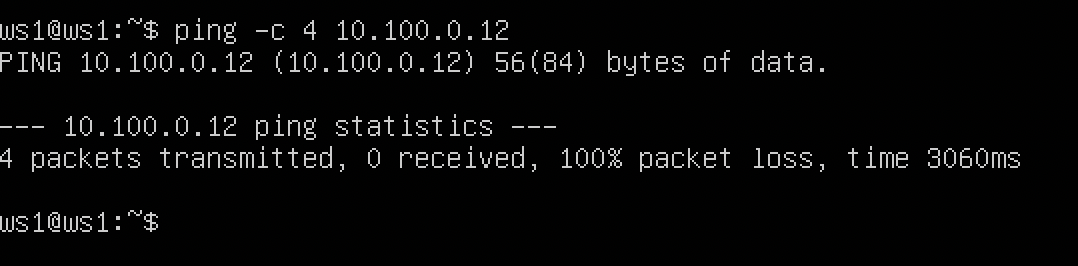 ws1@ws1:~$ ping -c 4 10.100.0.12
PING 10.100.0.12 (10.100.0.12) 56(84) bytes of data.
--- 10.100.0.12 ping statistics ---
4 packets transmitted, 0 received, 100% packet loss, time 3060ms
ws1@ws1:~$